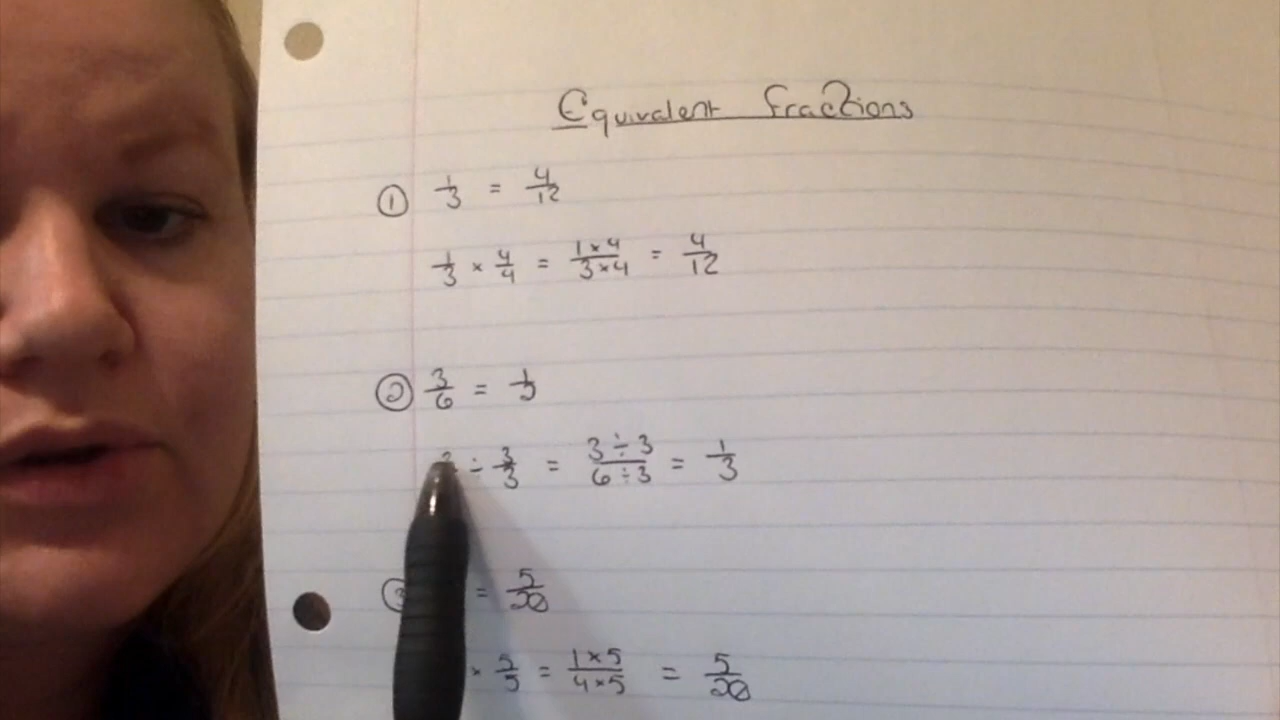 Equivalent fractions
① 1/3 = 4/12
1/3 × 4/4 = 1×4/3×4 = 4/12
② 3/6 =
÷ 3/3 = 3÷3/6÷3 = 1/3
= 5/20
× 5/5 = 1×5/4×5 = 5/20